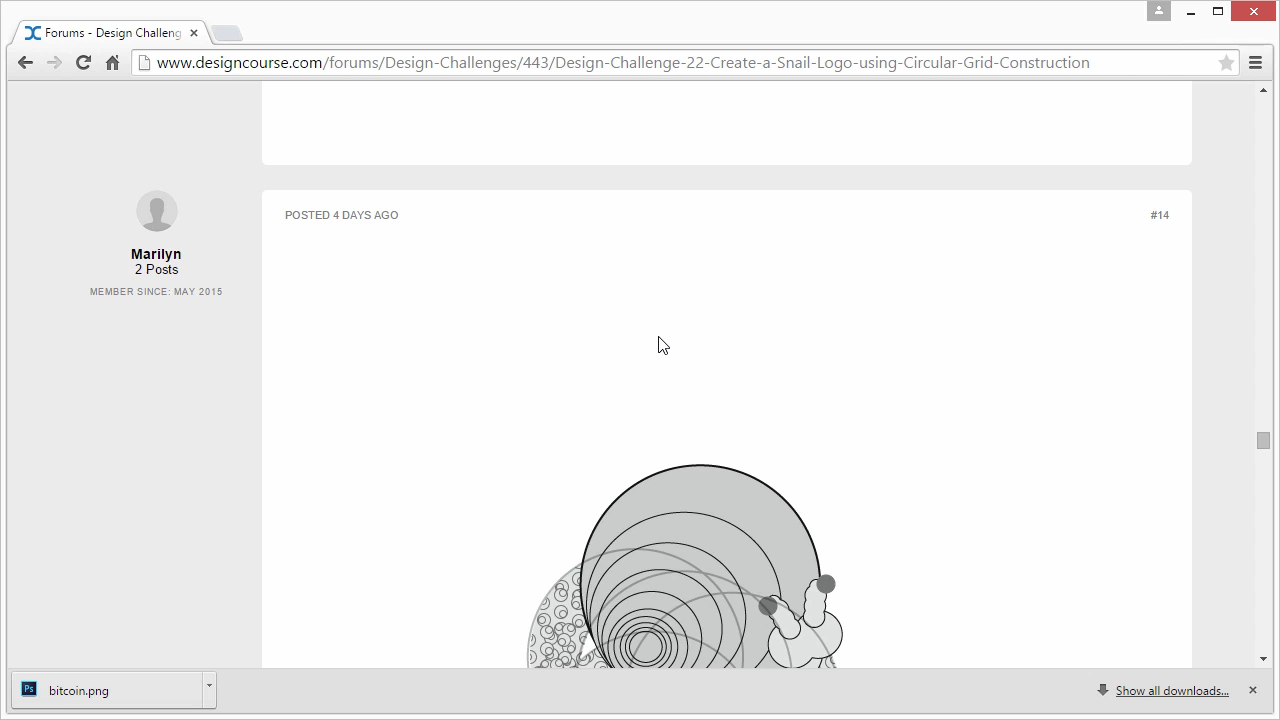 Forums - Design Challeng
www.designcourse.com/forums/Design-Challenges/443/Design-Challenge-22-Create-a-Snail-Logo-using-Circular-Grid-Construction
POSTED 4 DAYS AGO
#14
Marilyn
2 Posts
MEMBER SINCE: MAY 2015
Ps
bitcoin.png
Show all downloads...